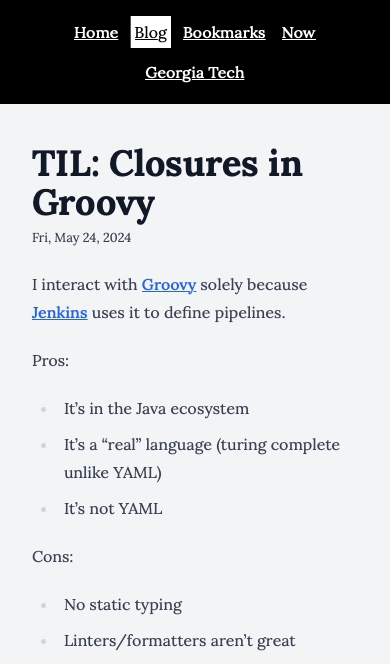 Home Blog Bookmarks Now
Georgia Tech
TIL: Closures in
Groovy
Fri, May 24, 2024
I interact with Groovy solely because
Jenkins uses it to define pipelines.
Pros:
It’s in the Java ecosystem
It’s a “real” language (turing complete
unlike YAML)
It’s not YAML
Cons:
No static typing
Linters/formatters aren’t great